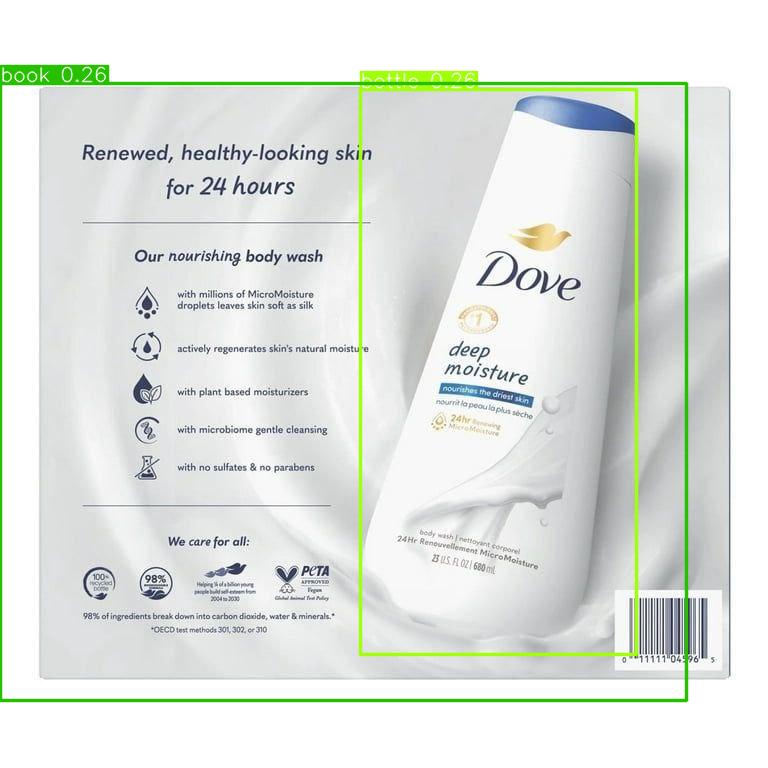 book 0.26
bottle 0.26
Renewed, healthy-looking skin
for 24 hours
Our nourishing body wash
with millions of MicroMoisture
droplets leaves skin soft as silk
actively regenerates skin's natural moisture
with plant based moisturizers
with microbiome gentle cleansing
with no sulfates & no parabens
We care for all:
100%
recycled
bottle
98%
Helping ¼ of a billion young
people build self-esteem from
2004 to 2030
PETA
APPROVED
Vegan
Global Animal Test Policy
98% of ingredients break down into carbon dioxide, water & minerals.*
*OECD test methods 301, 302, or 310
Dove
#1
deep
moisture
nourishes the driest skin
nourrit la peau la plus sèche
24hr Renewing
MicroMoisture
body wash | nettoyant corporel
24Hr Renouvellement MicroMoisture
23 U.S. FL OZ | 680 mL
0 11111 04596 5